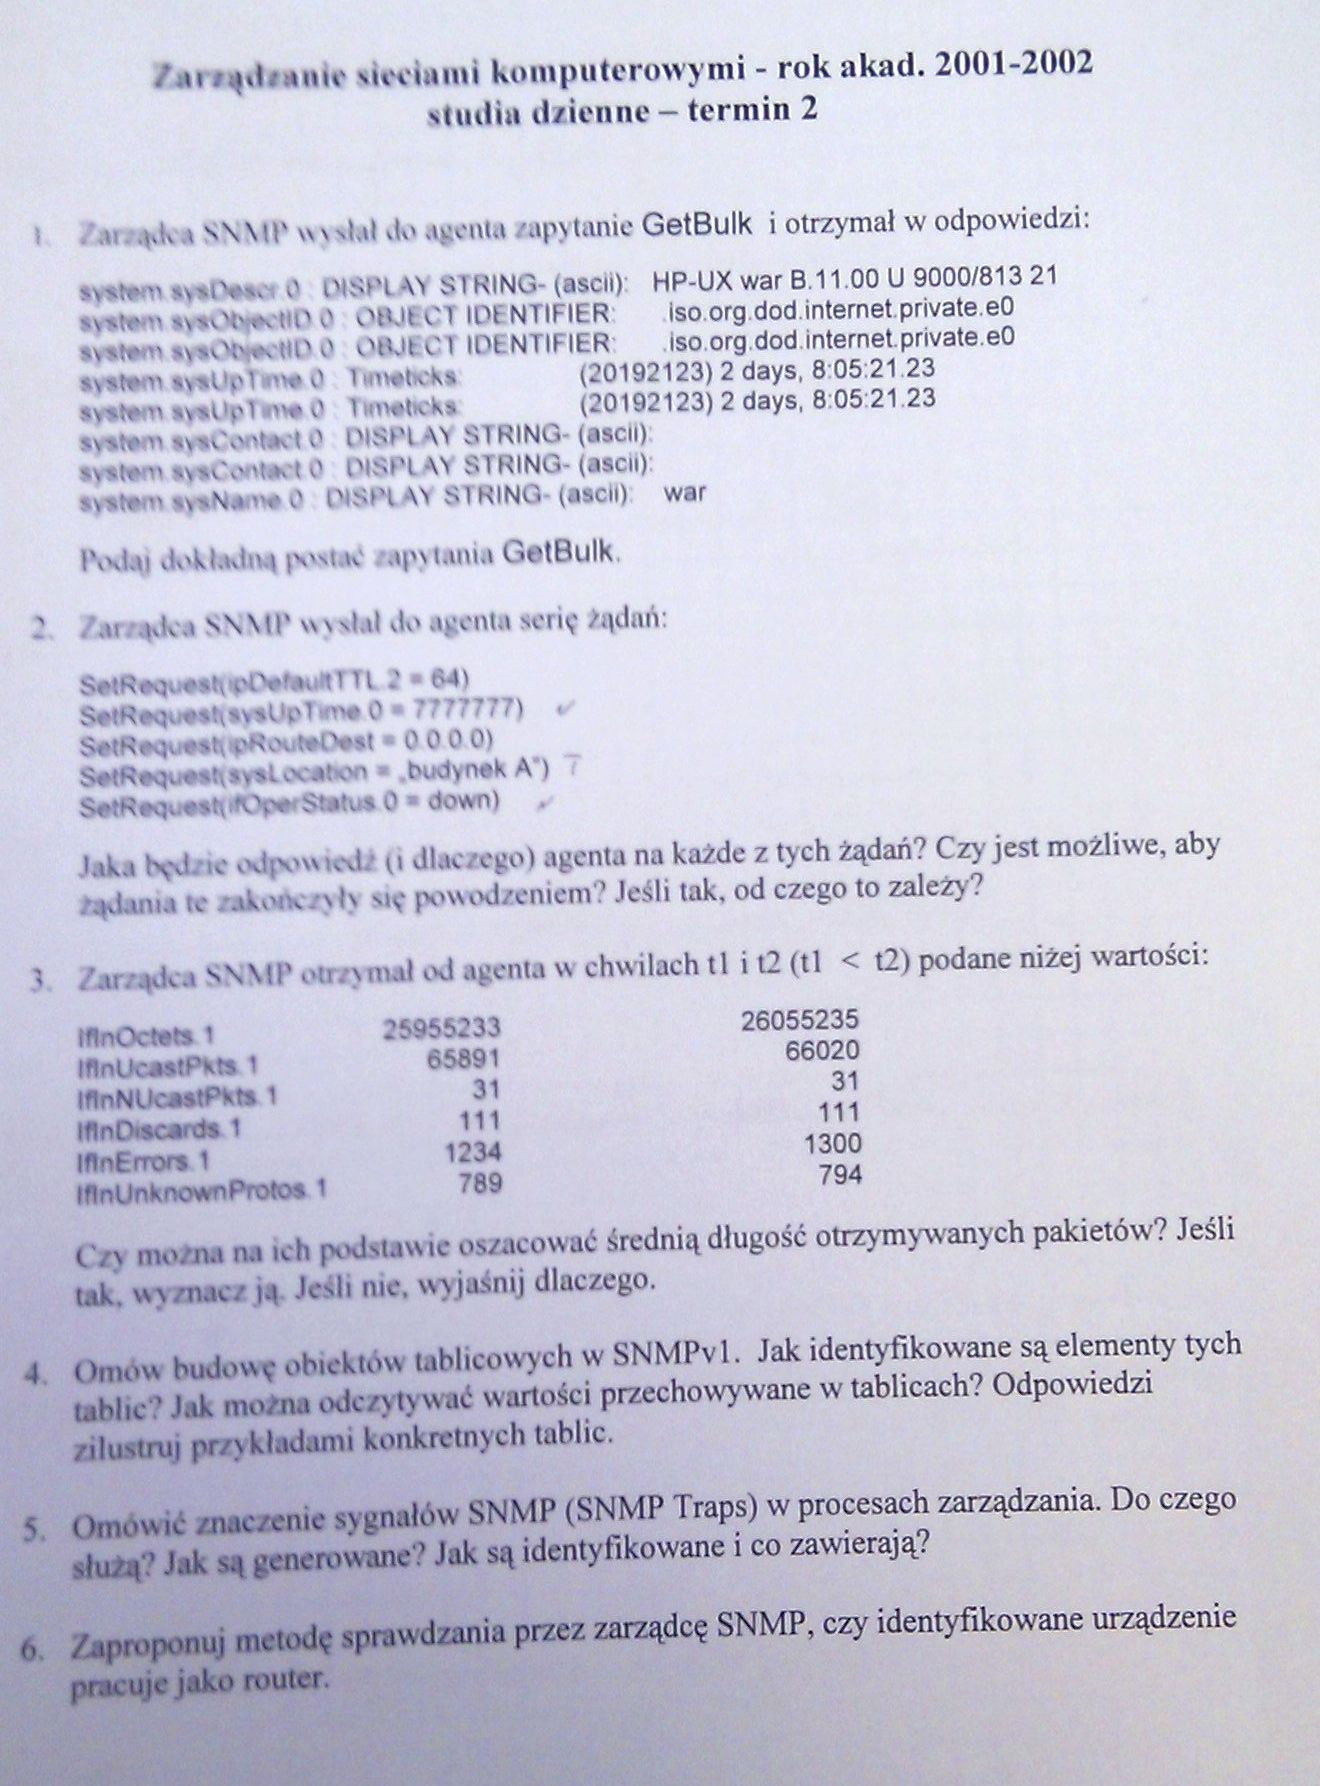 Zarządzanie sieciami komputerowymi - rok akad. 2001-2002
studia dzienne – termin 2
1. Zarządca SNMP wysłał do agenta zapytanie GetBulk i otrzymał w odpowiedzi:
system.sysDescr.0 : DISPLAY STRING- (ascii): HP-UX war B.11.00 U 9000/813 21
system.sysObjectID.0 : OBJECT IDENTIFIER: .iso.org.dod.internet.private.e0
system.sysObjectID.0 : OBJECT IDENTIFIER: .iso.org.dod.internet.private.e0
system.sysUpTime.0 : Timeticks: (20192123) 2 days, 8:05:21.23
system.sysUpTime.0 : Timeticks: (20192123) 2 days, 8:05:21.23
system.sysContact.0 : DISPLAY STRING- (ascii):
system.sysContact.0 : DISPLAY STRING- (ascii):
system.sysName.0 : DISPLAY STRING- (ascii): war
Podaj dokładną postać zapytania GetBulk.
2. Zarządca SNMP wysłał do agenta serię żądań:
SetRequest(ipDefaultTTL.2 = 64)
SetRequest(sysUpTime.0 = 7777777) ✓
SetRequest(ipRouteDest = 0.0.0.0)
SetRequest(sysLocation = „budynek A")
SetRequest(ifOperStatus.0 = down) ✓
Jaka będzie odpowiedź (i dlaczego) agenta na każde z tych żądań? Czy jest możliwe, aby
żądania te zakończyły się powodzeniem? Jeśli tak, od czego to zależy?
3. Zarządca SNMP otrzymał od agenta w chwilach t1 i t2 (t1 < t2) podane niżej wartości:
IfInOctets.1 25955233 26055235
IfInUcastPkts.1 65891 66020
IfInNUcastPkts.1 31 31
IfInDiscards.1 111 111
IfInErrors.1 1234 1300
IfInUnknownProtos.1 789 794
Czy można na ich podstawie oszacować średnią długość otrzymywanych pakietów? Jeśli
tak, wyznacz ją. Jeśli nie, wyjaśnij dlaczego.
4. Omów budowę obiektów tablicowych w SNMPv1. Jak identyfikowane są elementy tych
tablic? Jak można odczytywać wartości przechowywane w tablicach? Odpowiedzi
zilustruj przykładami konkretnych tablic.
5. Omówić znaczenie sygnałów SNMP (SNMP Traps) w procesach zarządzania. Do czego
służą? Jak są generowane? Jak są identyfikowane i co zawierają?
6. Zaproponuj metodę sprawdzania przez zarządcę SNMP, czy identyfikowane urządzenie
pracuje jako router.